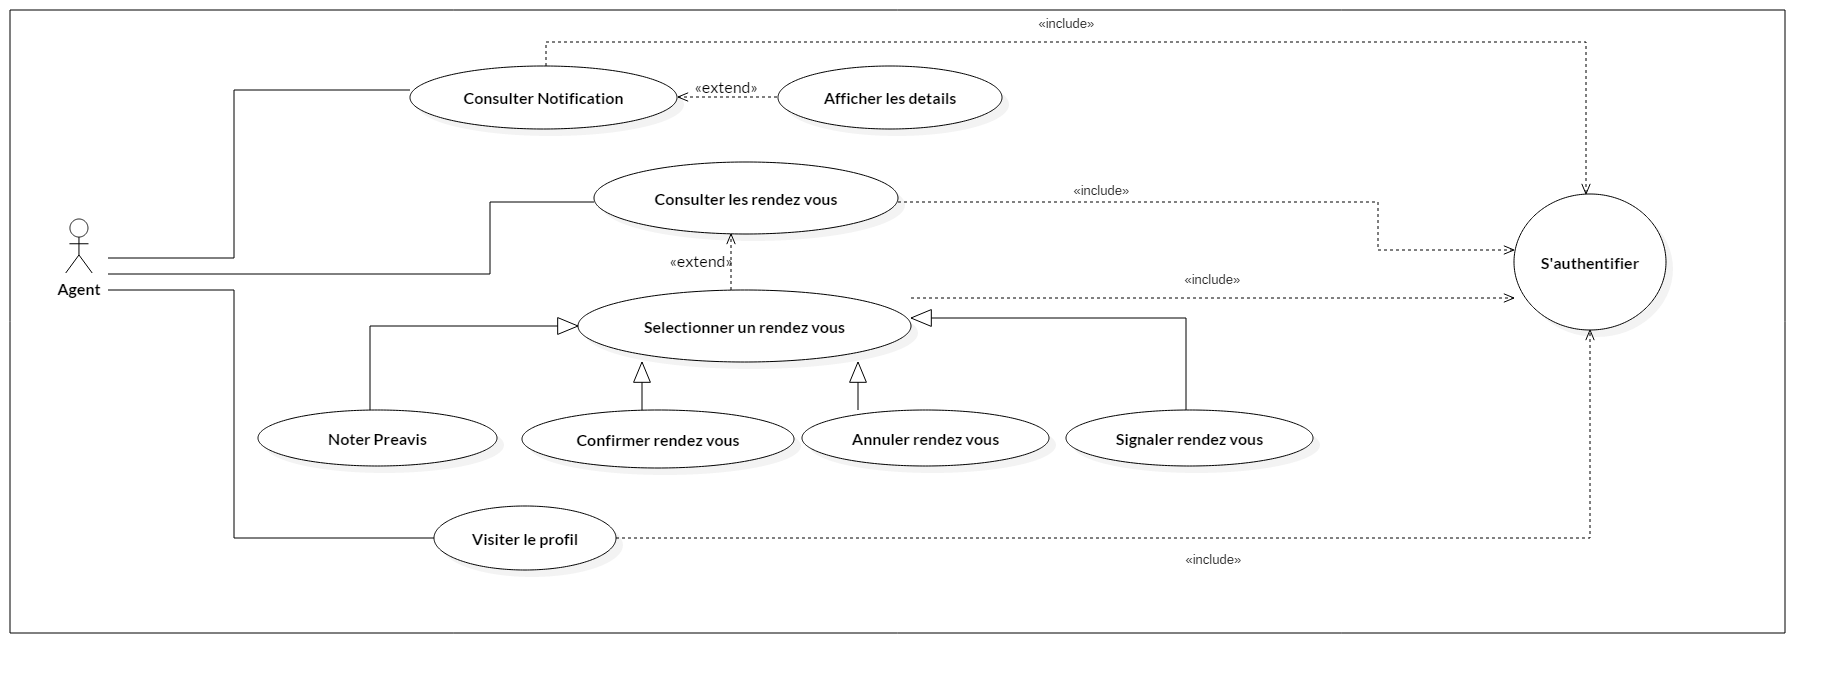 «include»
Consulter Notification
«extend»
Afficher les details
Consulter les rendez vous
«include»
«extend»
S'authentifier
«include»
Agent
Selectionner un rendez vous
Noter Preavis
Confirmer rendez vous
Annuler rendez vous
Signaler rendez vous
Visiter le profil
«include»